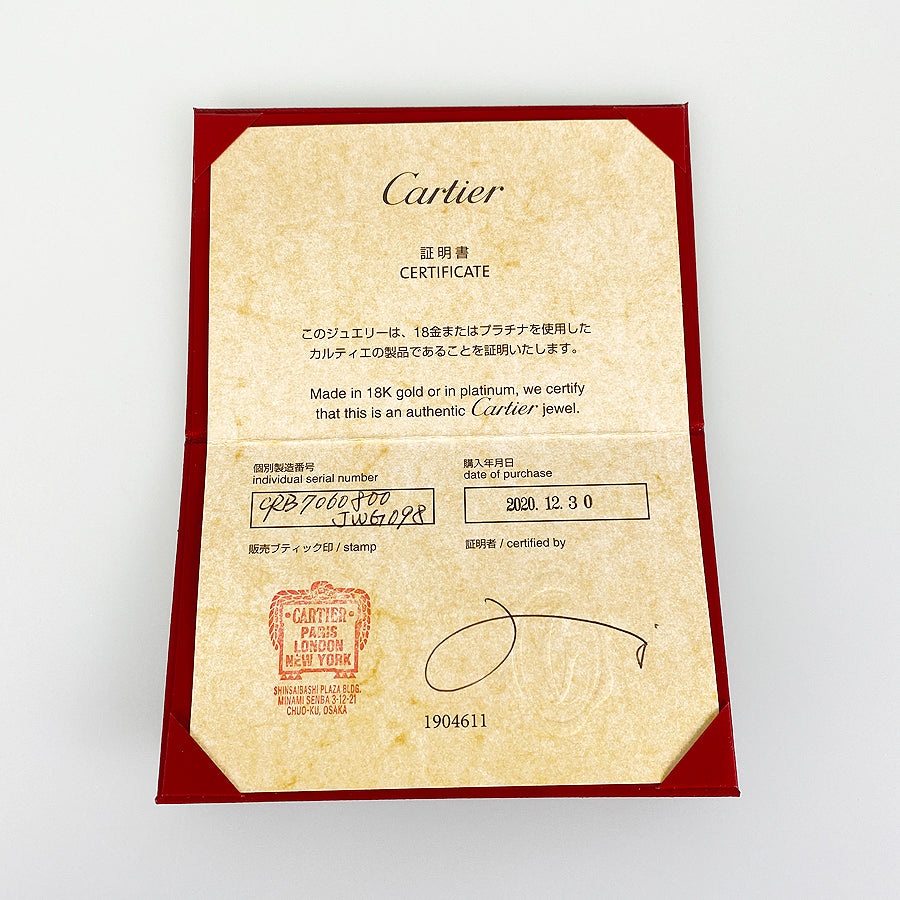 Cartier
証明書
CERTIFICATE
このジュエリーは、18金またはプラチナを使用した
カルティエの製品であることを証明いたします。
Made in 18K gold or in platinum, we certify
that this is an authentic Cartier jewel.
個別製造番号
individual serial number
CRB7060800
JWG098
購入年月日
date of purchase
2020.12.30
販売ブティック印 / stamp
証明者 / certified by
CARTIER
PARIS
LONDON
NEW YORK
SHINSAIBASHI PLAZA BLDG.
MINAMI SENBA 3-12-21
CHUO-KU, OSAKA
1904611